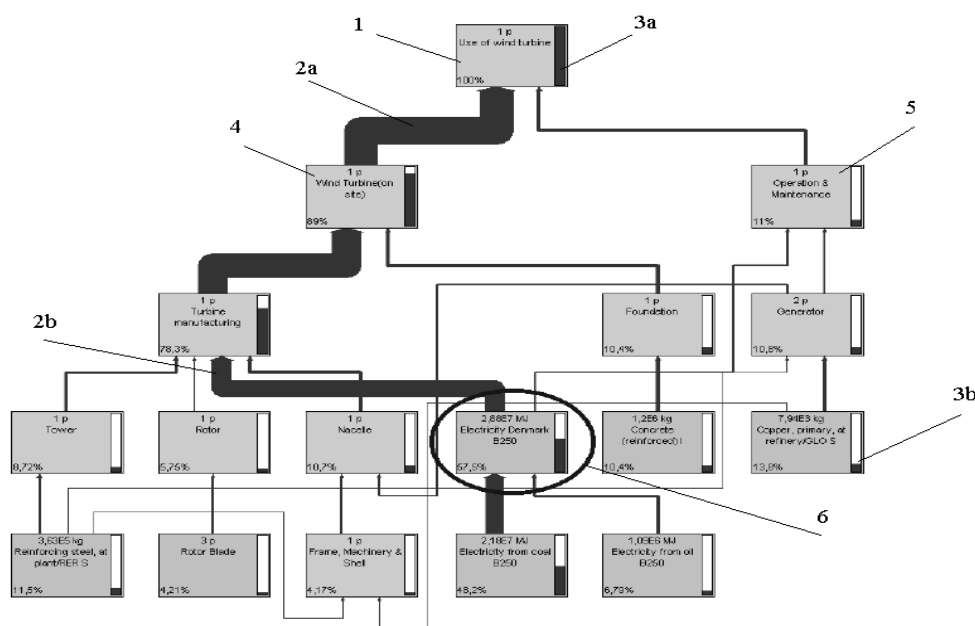 1
3a
1 p
Use of wind turbine
100%
2a
4
5
1 p
Wind Turbine(on
site)
89%
1 p
Operation &
Maintenance
11%
2b
1 p
Turbine
manufacturing
78,3%
1 p
Foundation
10,4%
2 p
Generator
10,8%
3b
1 p
Tower
8,72%
1 p
Rotor
5,75%
1 p
Nacelle
10,7%
2,88E7 MJ
Electricity Denmark
B250
57,5%
1,2E6 kg
Concrete
(reinforced) I
10,4%
7,94E3 kg
Copper, primary, at
refinery/GLO S
13,8%
6
3,63E5 kg
Reinforcing steel, at
plant/RER S
11,5%
3 p
Rotor Blade
4,21%
1 p
Frame, Machinery &
Shell
4,17%
2,18E7 MJ
Electricity from coal
B250
48,2%
1,09E6 MJ
Electricity from oil
B250
6,79%